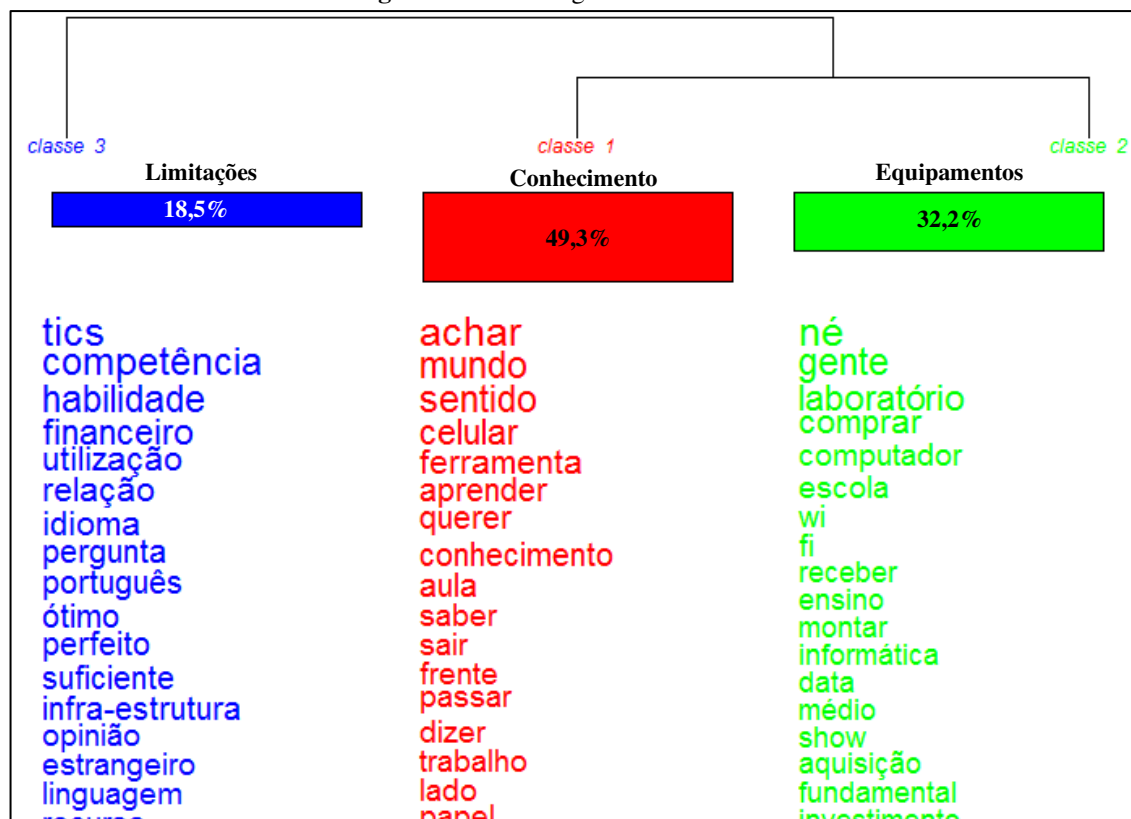 classe 3
classe 1
classe 2
Limitações
Conhecimento
Equipamentos
18,5%
49,3%
32,2%
tics
competência
habilidade
financeiro
utilização
relação
idioma
pergunta
português
ótimo
perfeito
suficiente
infra-estrutura
opinião
estrangeiro
linguagem
achar
mundo
sentido
celular
ferramenta
aprender
querer
conhecimento
aula
saber
sair
frente
passar
dizer
trabalho
lado
papel
né
gente
laboratório
comprar
computador
escola
wi
fi
receber
ensino
montar
informática
data
médio
show
aquisição
fundamental
investimento